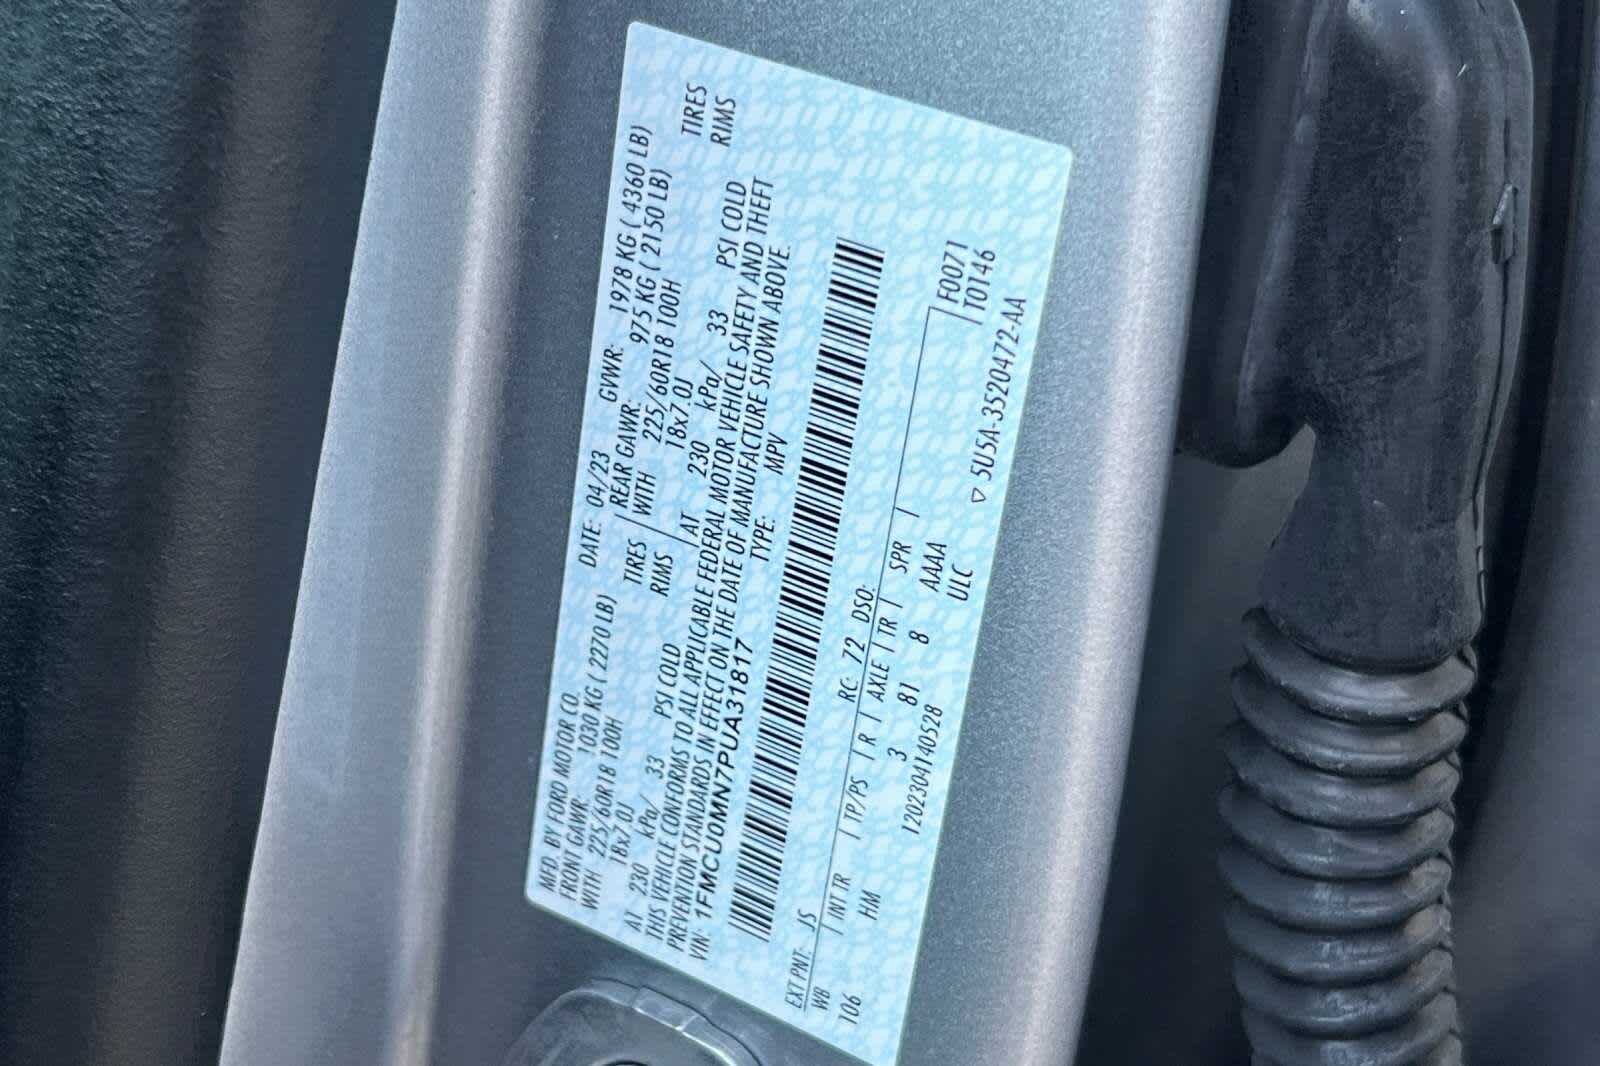 MFD. BY FORD MOTOR CO. DATE: 04/23 GVWR: 1978 KG ( 4360 LB)
FRONT GAWR: 1030 KG ( 2270 LB) REAR GAWR: 975 KG ( 2150 LB)
WITH 225/60R18 100H TIRES WITH 225/60R18 100H TIRES
18x7.0J RIMS 18x7.0J RIMS
AT 230 kPa/ 33 PSI COLD AT 230 kPa/ 33 PSI COLD
THIS VEHICLE CONFORMS TO ALL APPLICABLE FEDERAL MOTOR VEHICLE SAFETY AND THEFT
PREVENTION STANDARDS IN EFFECT ON THE DATE OF MANUFACTURE SHOWN ABOVE.
VIN: 1FMCU0MN7PUA31817 TYPE: MPV
EXT PNT: JS RC: 72 DSO:
WB INT TR TP/PS R AXLE TR SPR F0071
106 HM 3 81 8 AAAA T0146
120230414052​8 ULC
▽ 5U5A-3520472-AA